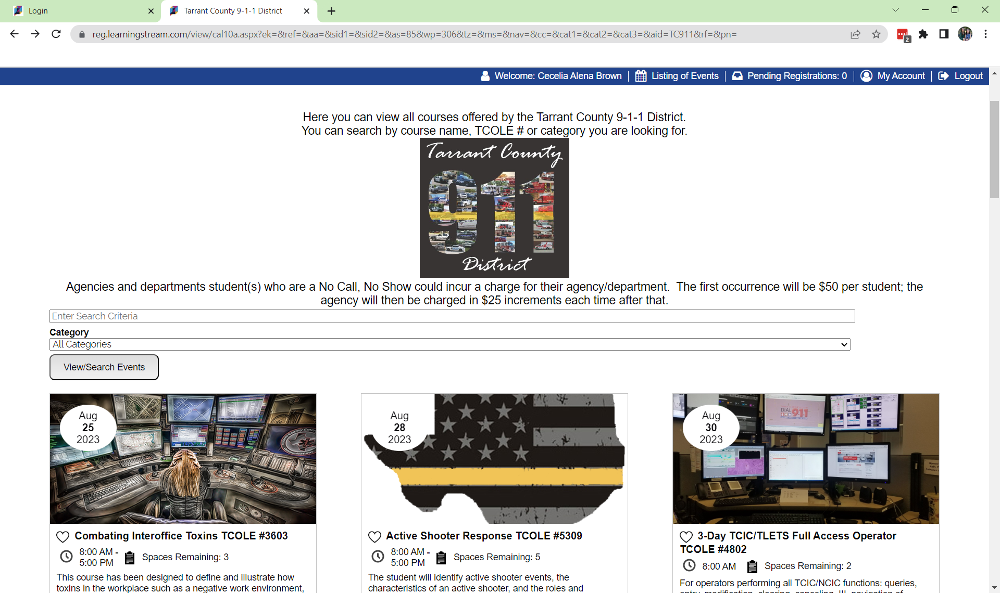 Login
Tarrant County 9-1-1 District
reg.learningstream.com/view/cal10a.aspx?ek=&ref=&aa=&sid1=&sid2=&as=85&wp=306&tz=&ms=&nav=&cc=&cat1=&cat2=&cat3=&aid=TC911&rf=&pn=
2
Welcome: Cecelia Alena Brown
Listing of Events
Pending Registrations: 0
My Account
Logout
Here you can view all courses offered by the Tarrant County 9-1-1 District.
You can search by course name, TCOLE # or category you are looking for.
Tarrant County
911
District
Agencies and departments student(s) who are a No Call, No Show could incur a charge for their agency/department.  The first occurrence will be $50 per student; the
agency will then be charged in $25 increments each time after that.
Enter Search Criteria
Category
All Categories
View/Search Events
Aug
25
2023
Combating Interoffice Toxins TCOLE #3603
8:00 AM -
5:00 PM
Spaces Remaining: 3
This course has been designed to define and illustrate how
toxins in the workplace such as a negative work environment,
Aug
28
2023
Active Shooter Response TCOLE #5309
8:00 AM -
5:00 PM
Spaces Remaining: 5
The student will identify active shooter events, the
characteristics of an active shooter, and the roles and
Aug
30
2023
DIAL
911
3-Day TCIC/TLETS Full Access Operator
TCOLE #4802
8:00 AM
Spaces Remaining: 2
For operators performing all TCIC/NCIC functions: queries,